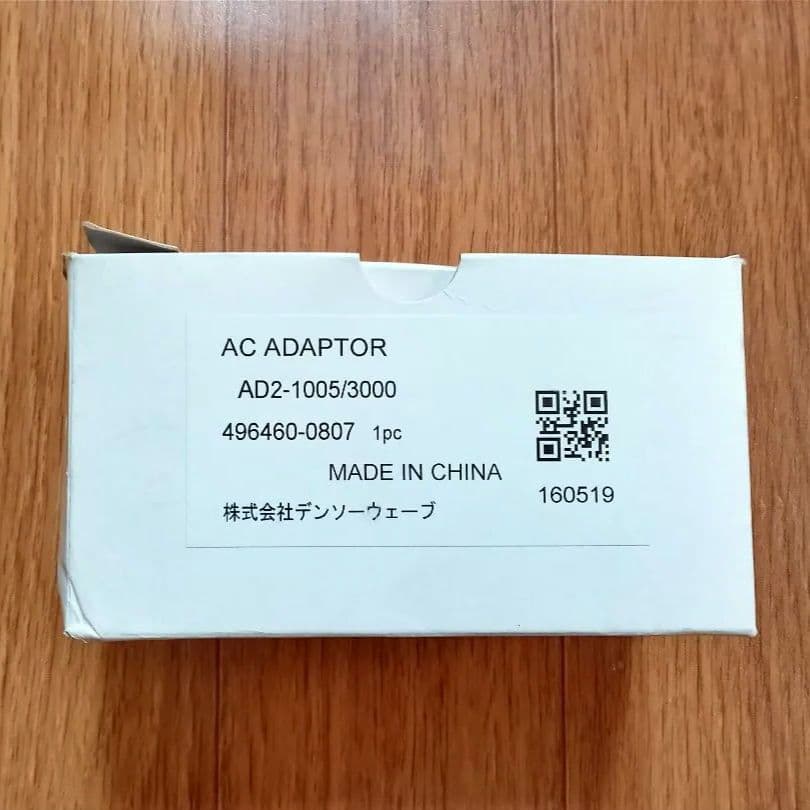 AC ADAPTOR
AD2-1005/3000
496460-0807 1pc
MADE IN CHINA
160519
株式会社デンソーウェーブ